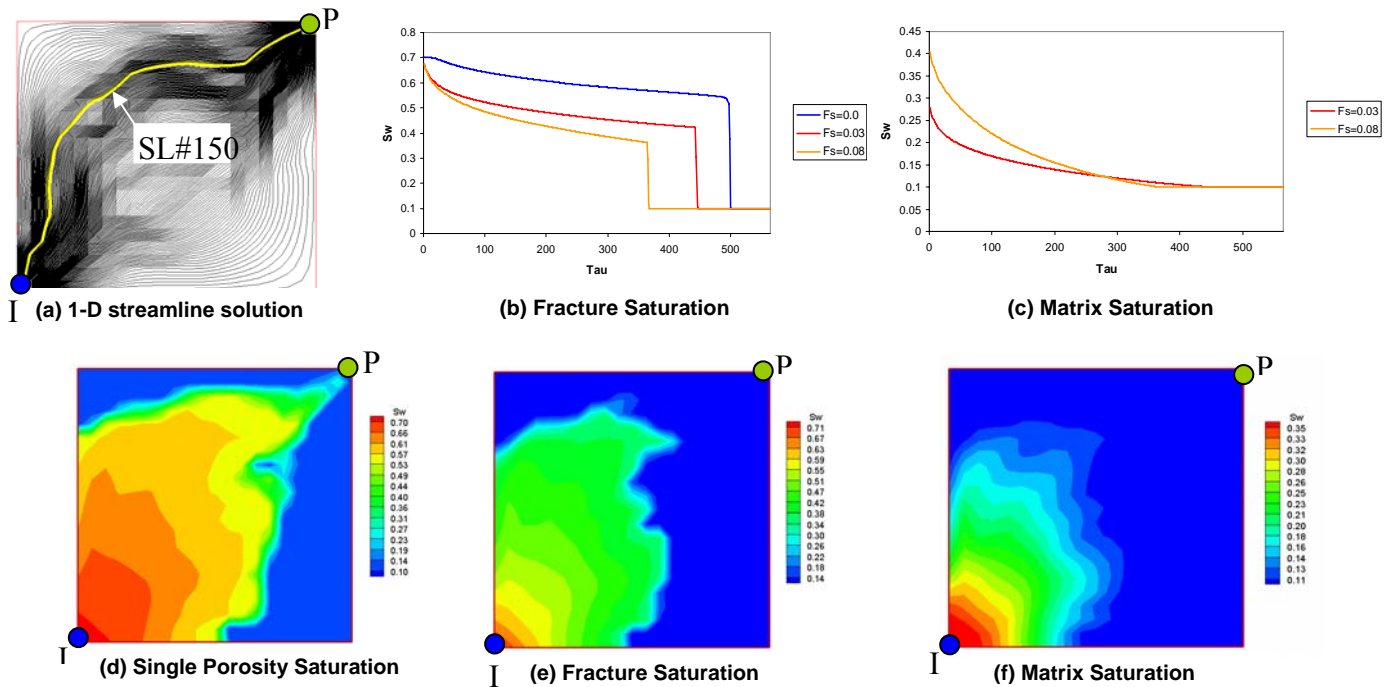 P
SL#150
I
(a) 1-D streamline solution
0.8
0.7
0.6
0.5
0.4
0.3
0.2
0.1
0
Sw
0 100 200 300 400 500
Tau
Fs=0.0
Fs=0.03
Fs=0.08
(b) Fracture Saturation
0.45
0.4
0.35
0.3
0.25
0.2
0.15
0.1
0.05
0
Sw
0 100 200 300 400 500
Tau
Fs=0.03
Fs=0.08
(c) Matrix Saturation
P
Sw
0.70
0.66
0.61
0.57
0.53
0.49
0.44
0.40
0.36
0.31
0.27
0.23
0.19
0.14
0.10
I
(d) Single Porosity Saturation
P
Sw
0.71
0.67
0.63
0.59
0.55
0.51
0.47
0.42
0.38
0.34
0.30
0.26
0.22
0.18
0.14
I
(e) Fracture Saturation
P
Sw
0.35
0.33
0.32
0.30
0.28
0.26
0.25
0.23
0.21
0.20
0.18
0.16
0.14
0.13
0.11
I
(f) Matrix Saturation